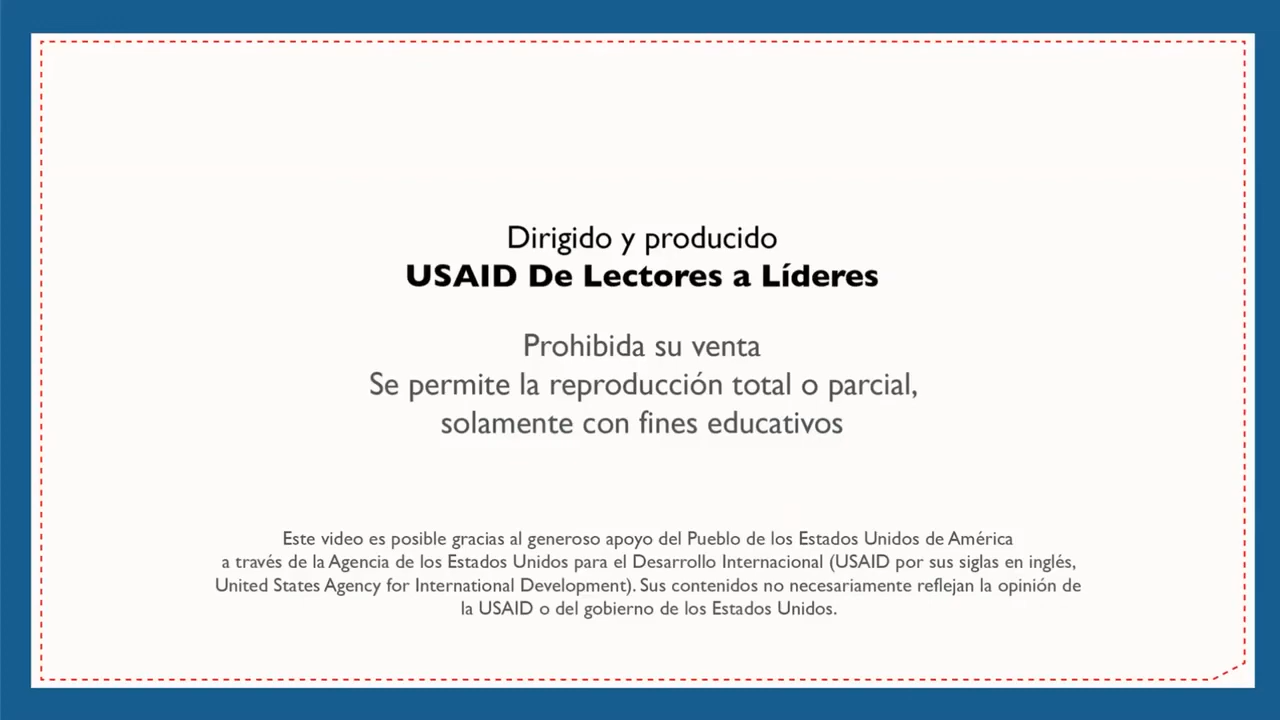 Dirigido y producido
USAID De Lectores a Líderes
Prohibida su venta
Se permite la reproducción total o parcial,
solamente con fines educativos
Este video es posible gracias al generoso apoyo del Pueblo de los Estados Unidos de América
a través de la Agencia de los Estados Unidos para el Desarrollo Internacional (USAID por sus siglas en inglés,
United States Agency for International Development). Sus contenidos no necesariamente reflejan la opinión de
la USAID o del gobierno de los Estados Unidos.